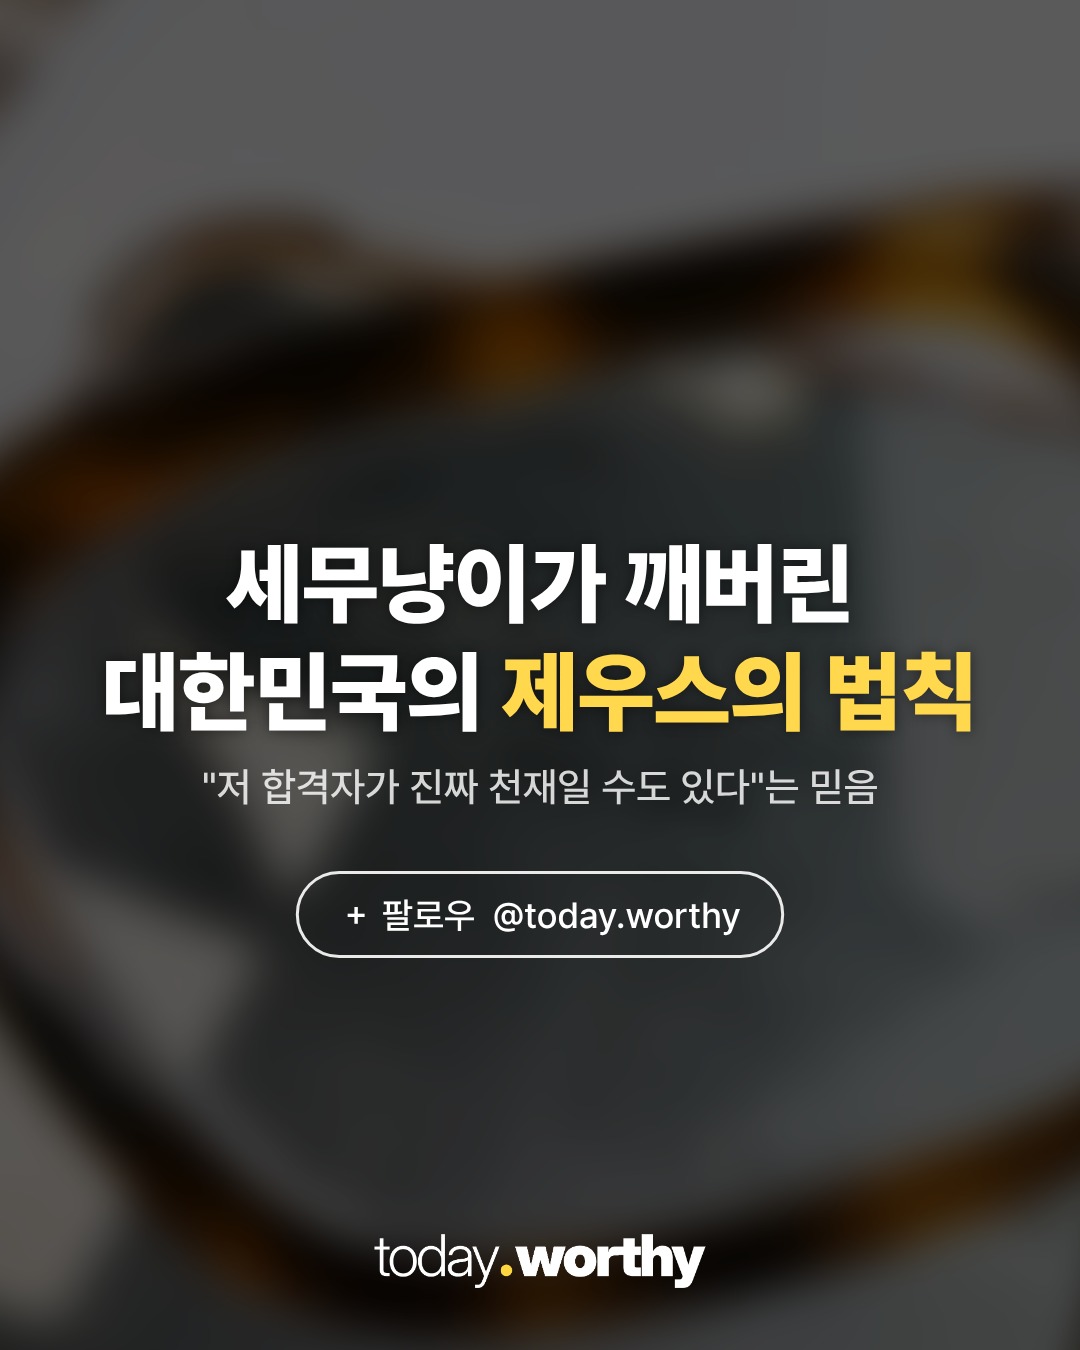 세무냥이가 깨버린
대한민국의 제우스의 법칙
"저 합격자가 진짜 천재일 수도 있다"는 믿음
+ 팔로우 @today.worthy
today.worthy